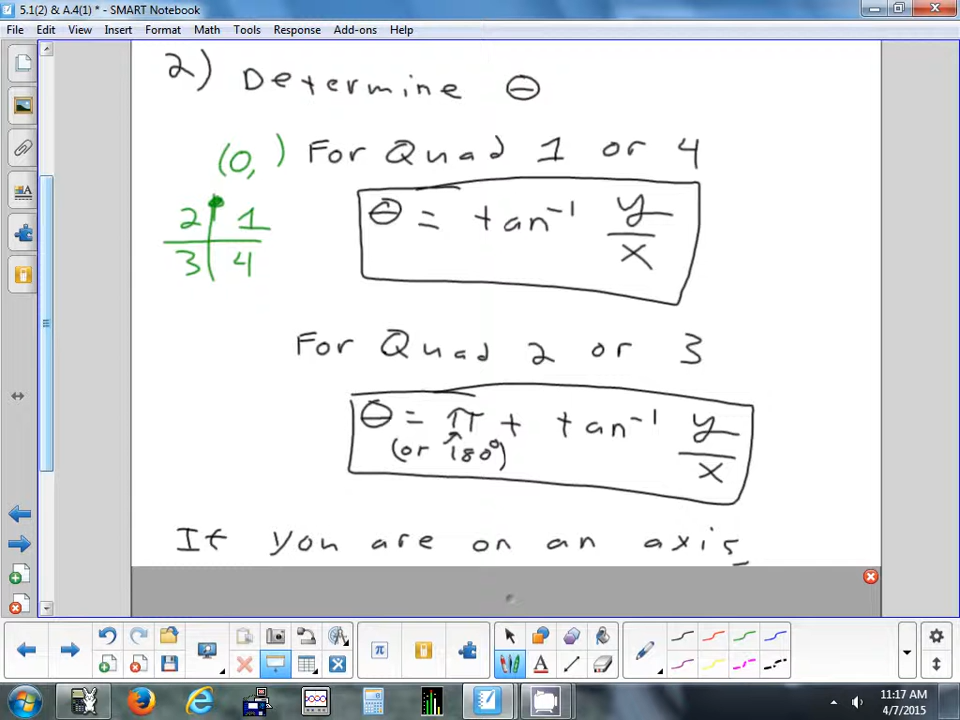 5.1(2) & A.4(1) * - SMART Notebook
File Edit View Insert Format Math Tools Response Add-ons Help
2) Determine θ
(0, ) For Quad 1 or 4
2 1
3 4
θ = tan⁻¹ y/x
For Quad 2 or 3
θ = π + tan⁻¹ y/x
(or 180°)
If you are on an axis
π
A
11:17 AM
4/7/2015